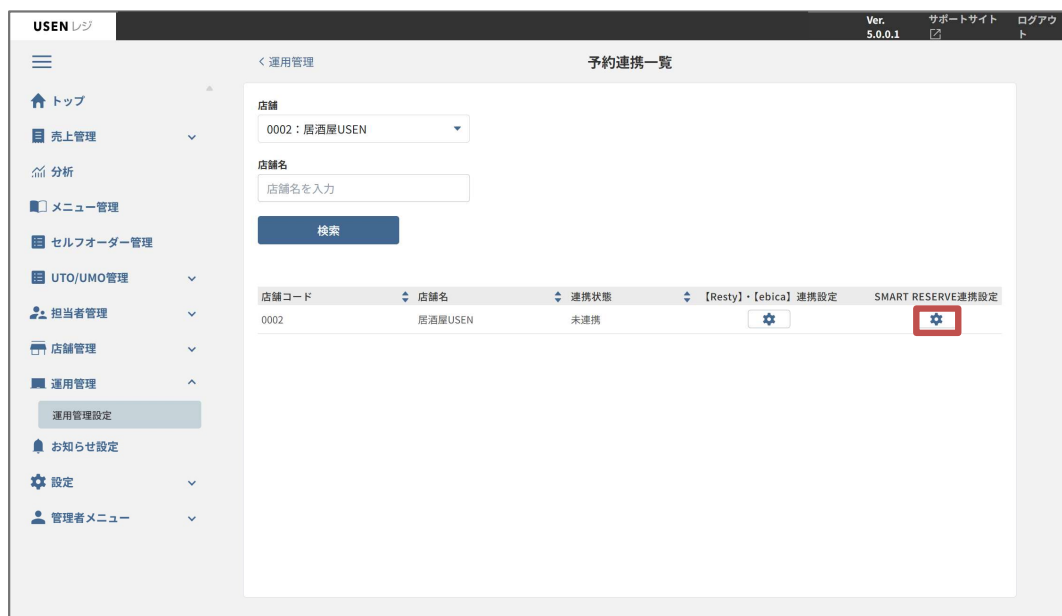 USEN レジ
Ver.
5.0.0.1
サポートサイト
ログアウ
ト
< 運用管理
予約連携一覧
トップ
売上管理
分析
メニュー管理
セルフオーダー管理
UTO/UMO管理
担当者管理
店舗管理
運用管理
運用管理設定
お知らせ設定
設定
管理者メニュー
店舗
0002：居酒屋USEN
店舗名
店舗名を入力
検索
店舗コード 店舗名 連携状態 【Resty】・【ebica】連携設定 SMART RESERVE連携設定
0002 居酒屋USEN 未連携